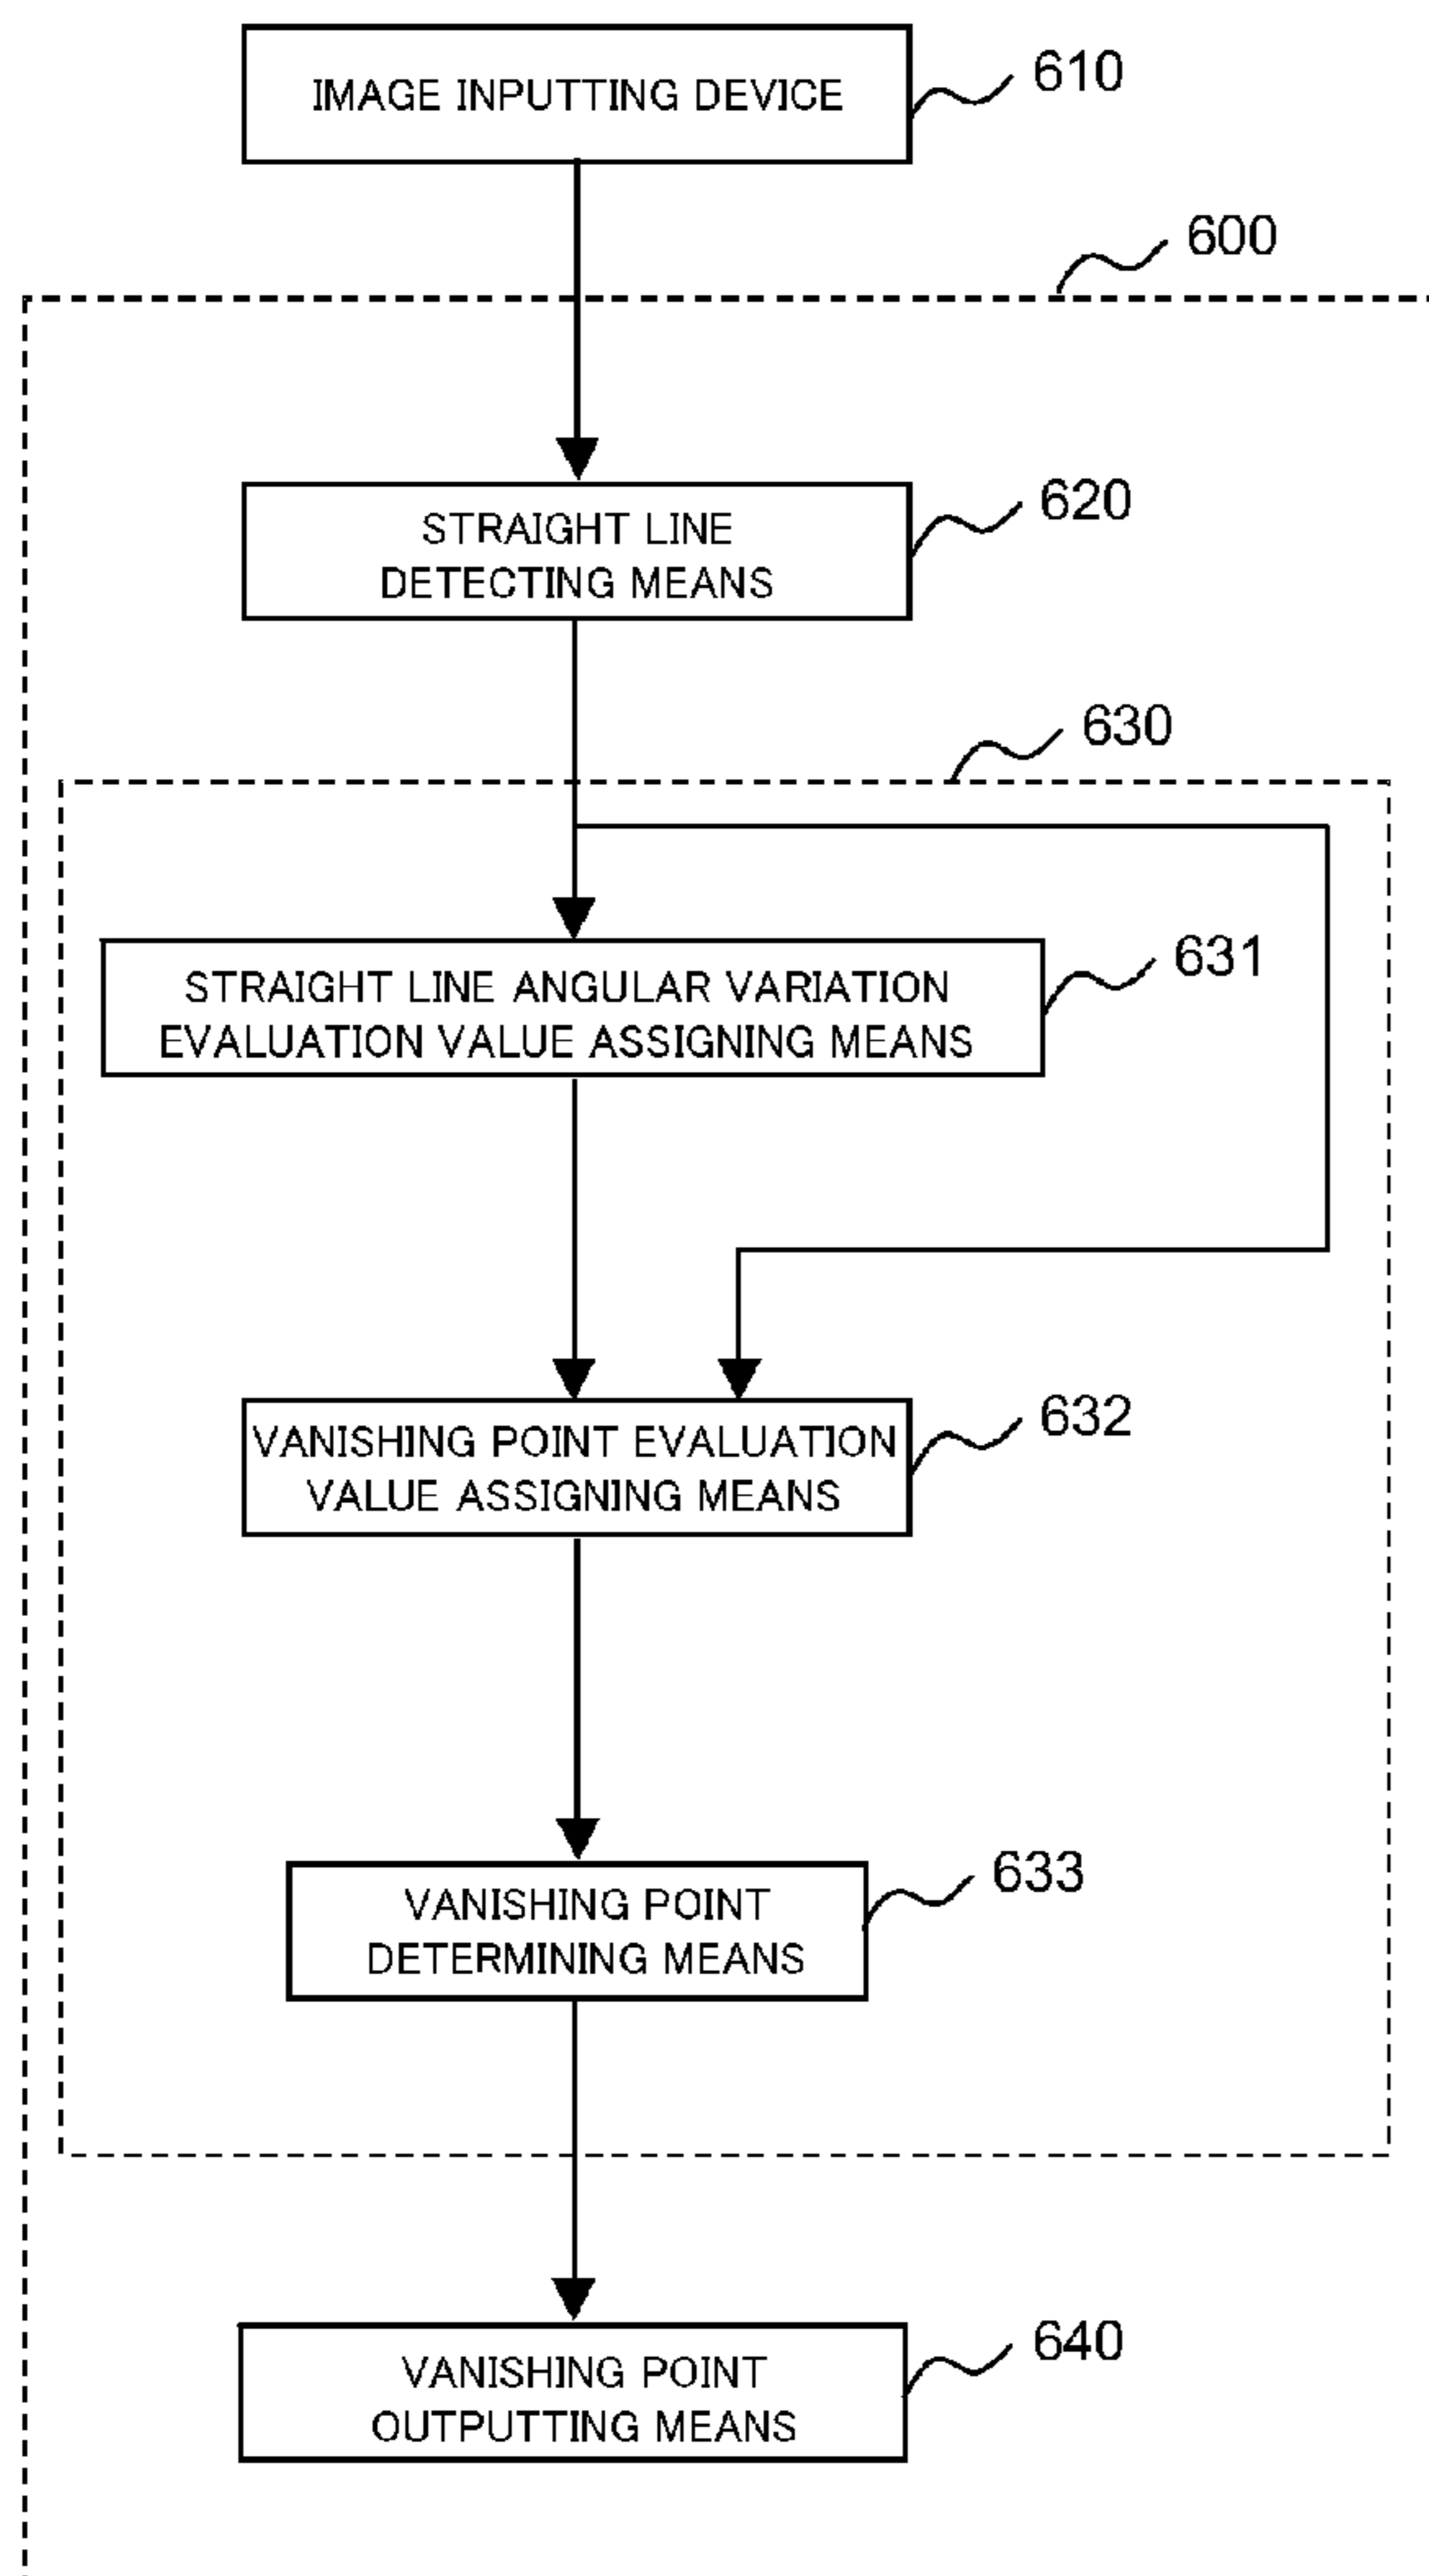 IMAGE INPUTTING DEVICE
610
600
STRAIGHT LINE
DETECTING MEANS
620
630
STRAIGHT LINE ANGULAR VARIATION
EVALUATION VALUE ASSIGNING MEANS
631
VANISHING POINT EVALUATION
VALUE ASSIGNING MEANS
632
VANISHING POINT
DETERMINING MEANS
633
VANISHING POINT
OUTPUTTING MEANS
640